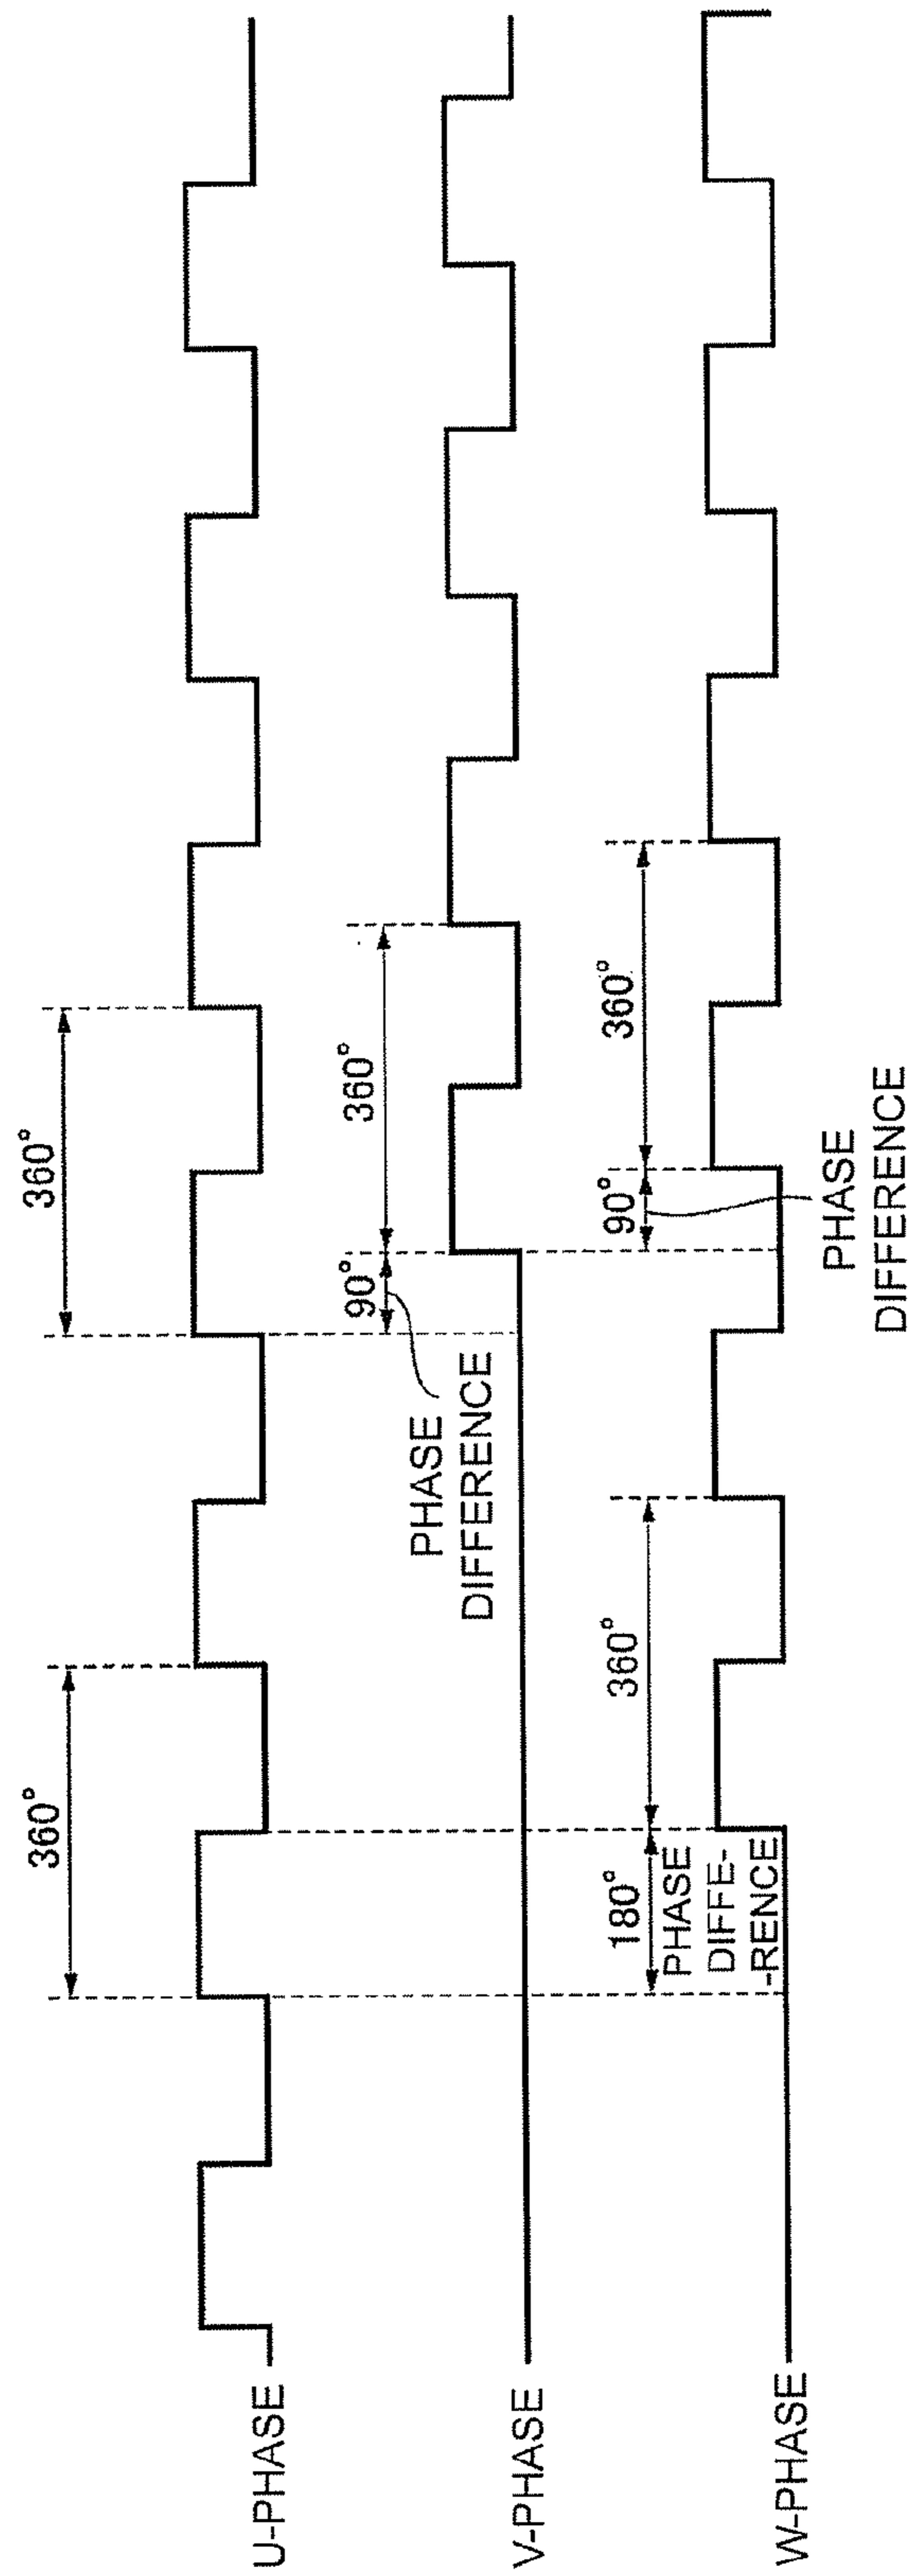 U-PHASE
360°
360°
V-PHASE
90°
360°
PHASE
DIFFERENCE
W-PHASE
180°
PHASE
DIFFE-
-RENCE
360°
90°
360°
PHASE
DIFFERENCE